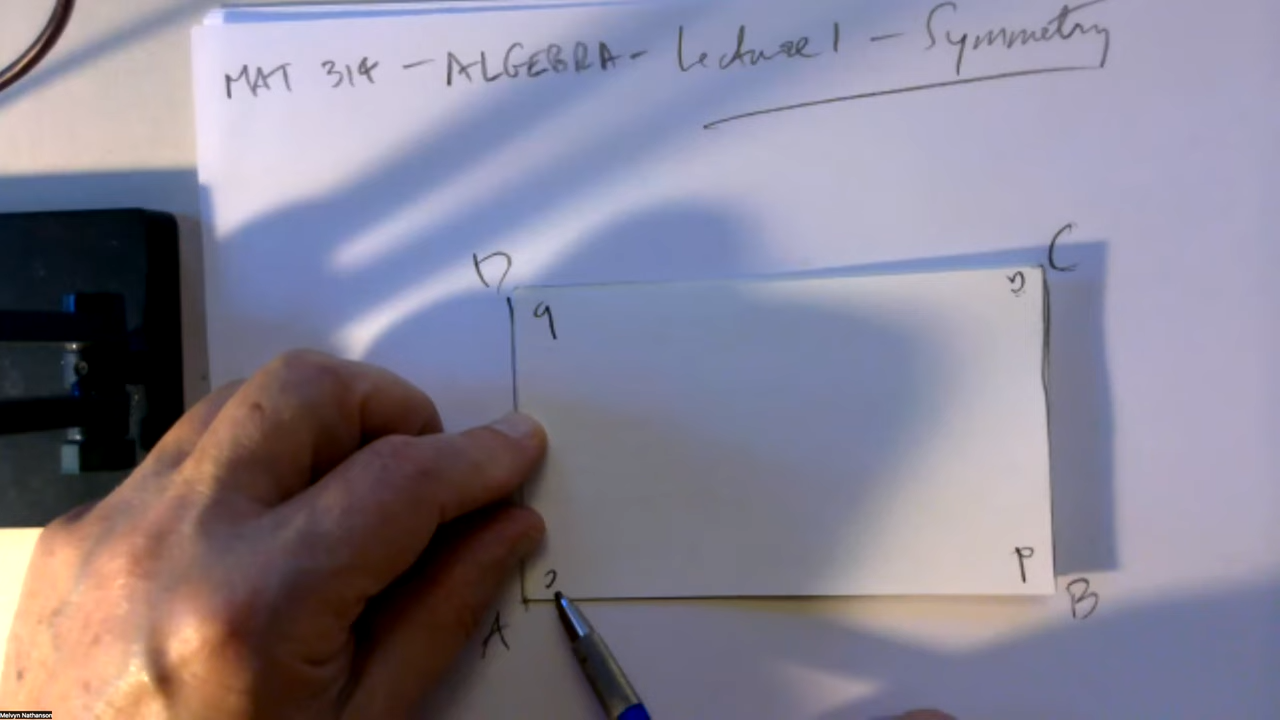 MAT 314 - ALGEBRA - Lecture 1 - Symmetry
D C
A B
Melvyn Nathanson